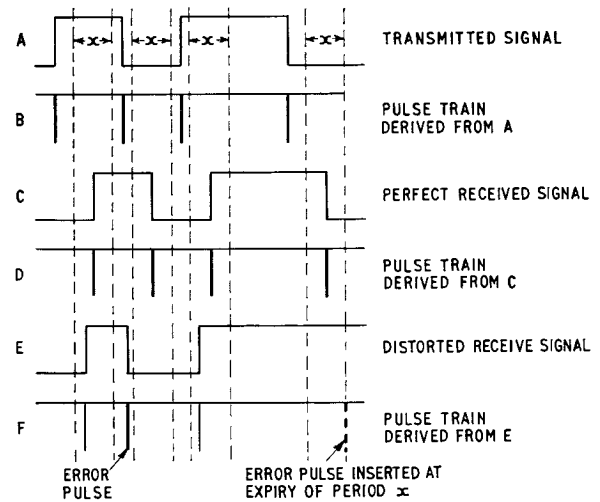 A x x x x TRANSMITTED SIGNAL
B PULSE TRAIN
DERIVED FROM A
C PERFECT RECEIVED SIGNAL
D PULSE TRAIN
DERIVED FROM C
E DISTORTED RECEIVE SIGNAL
F PULSE TRAIN
DERIVED FROM E
ERROR
PULSE
ERROR PULSE INSERTED AT
EXPIRY OF PERIOD x